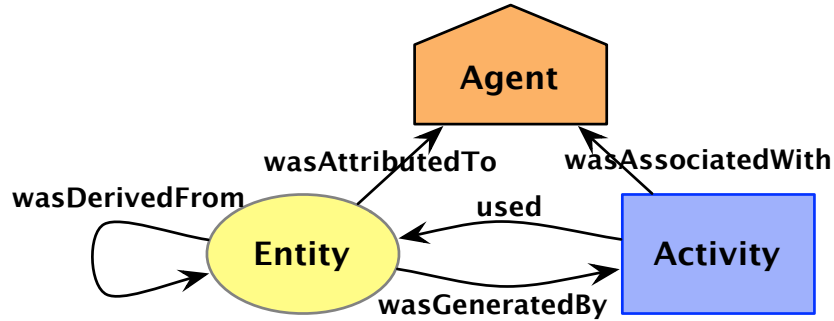 Agent
wasAttributedTo
wasAssociatedWith
wasDerivedFrom
used
Entity
Activity
wasGeneratedBy